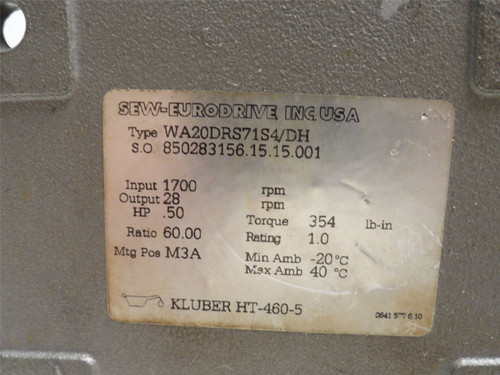 SEW-EURODRIVE INC. USA
Type WA20DRS71S4/DH
S.O. 850283156.15.15.001
Input 1700 rpm
Output 28 rpm
HP .50 Torque 354 lb-in
Ratio 60.00 Rating 1.0
Mtg Pos M3A Min Amb -20°C
Max Amb 40 °C
KLUBER HT-460-5
0641 577 6.10